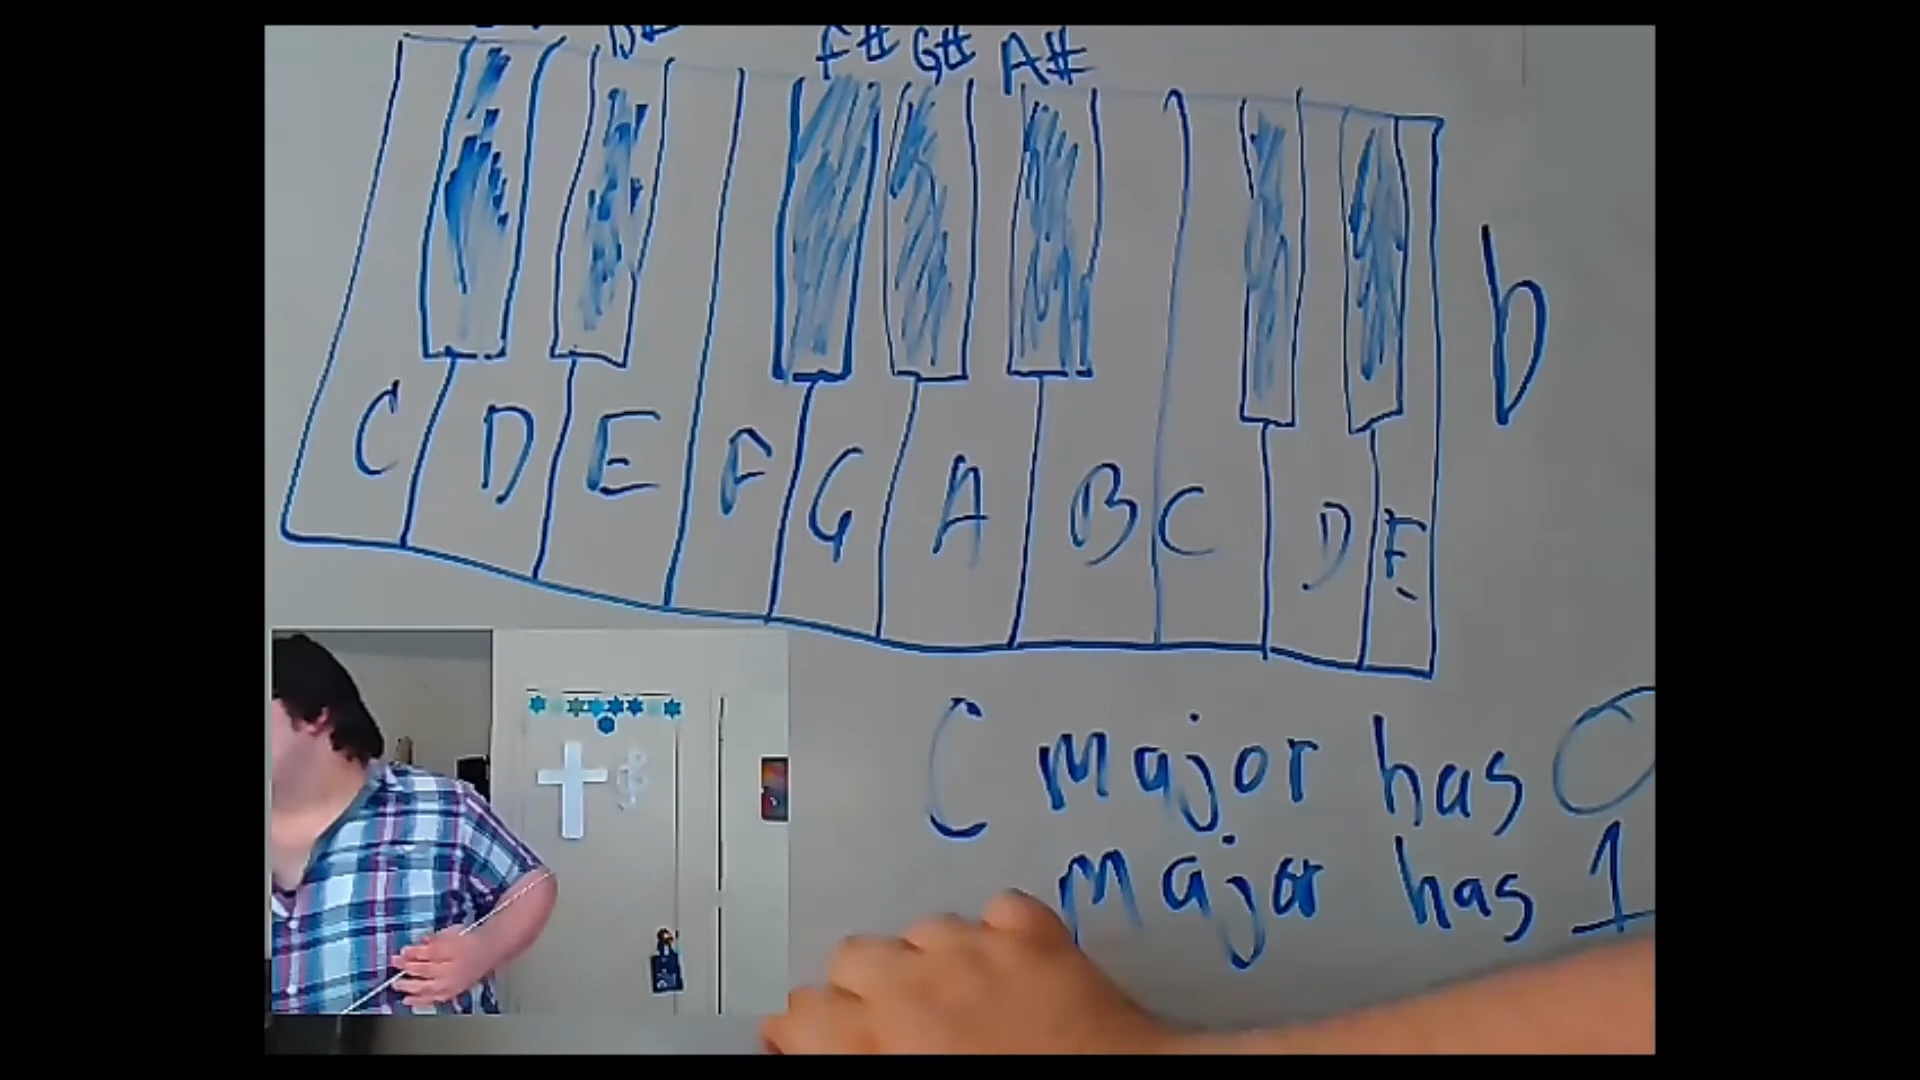 D# F# G# A#
C D E F G A B C D E
b
C major has 0
major has 1